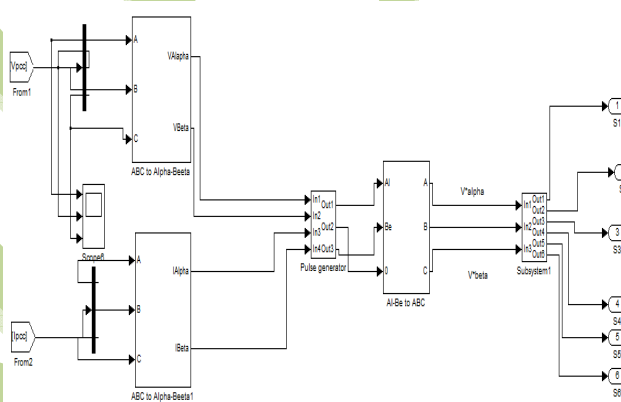 [Vpcc]
From1
A
B
C
VAlapha
VBeta
ABC to Alpha-Beeta
Scope6
[Ipcc]
From2
A
B
C
IAlpha
IBeta
ABC to Alpha-Beeta1
In1
In2
In3
In4
Out1
Out2
Out3
Pulse generator
Al
Be
0
A
B
C
Al-Be to ABC
V*alpha
V*beta
In1
In2
In3
Out1
Out2
Out3
Out4
Out5
Out6
Subsystem1
1
S1
3
S3
4
S4
5
S5
6
S6